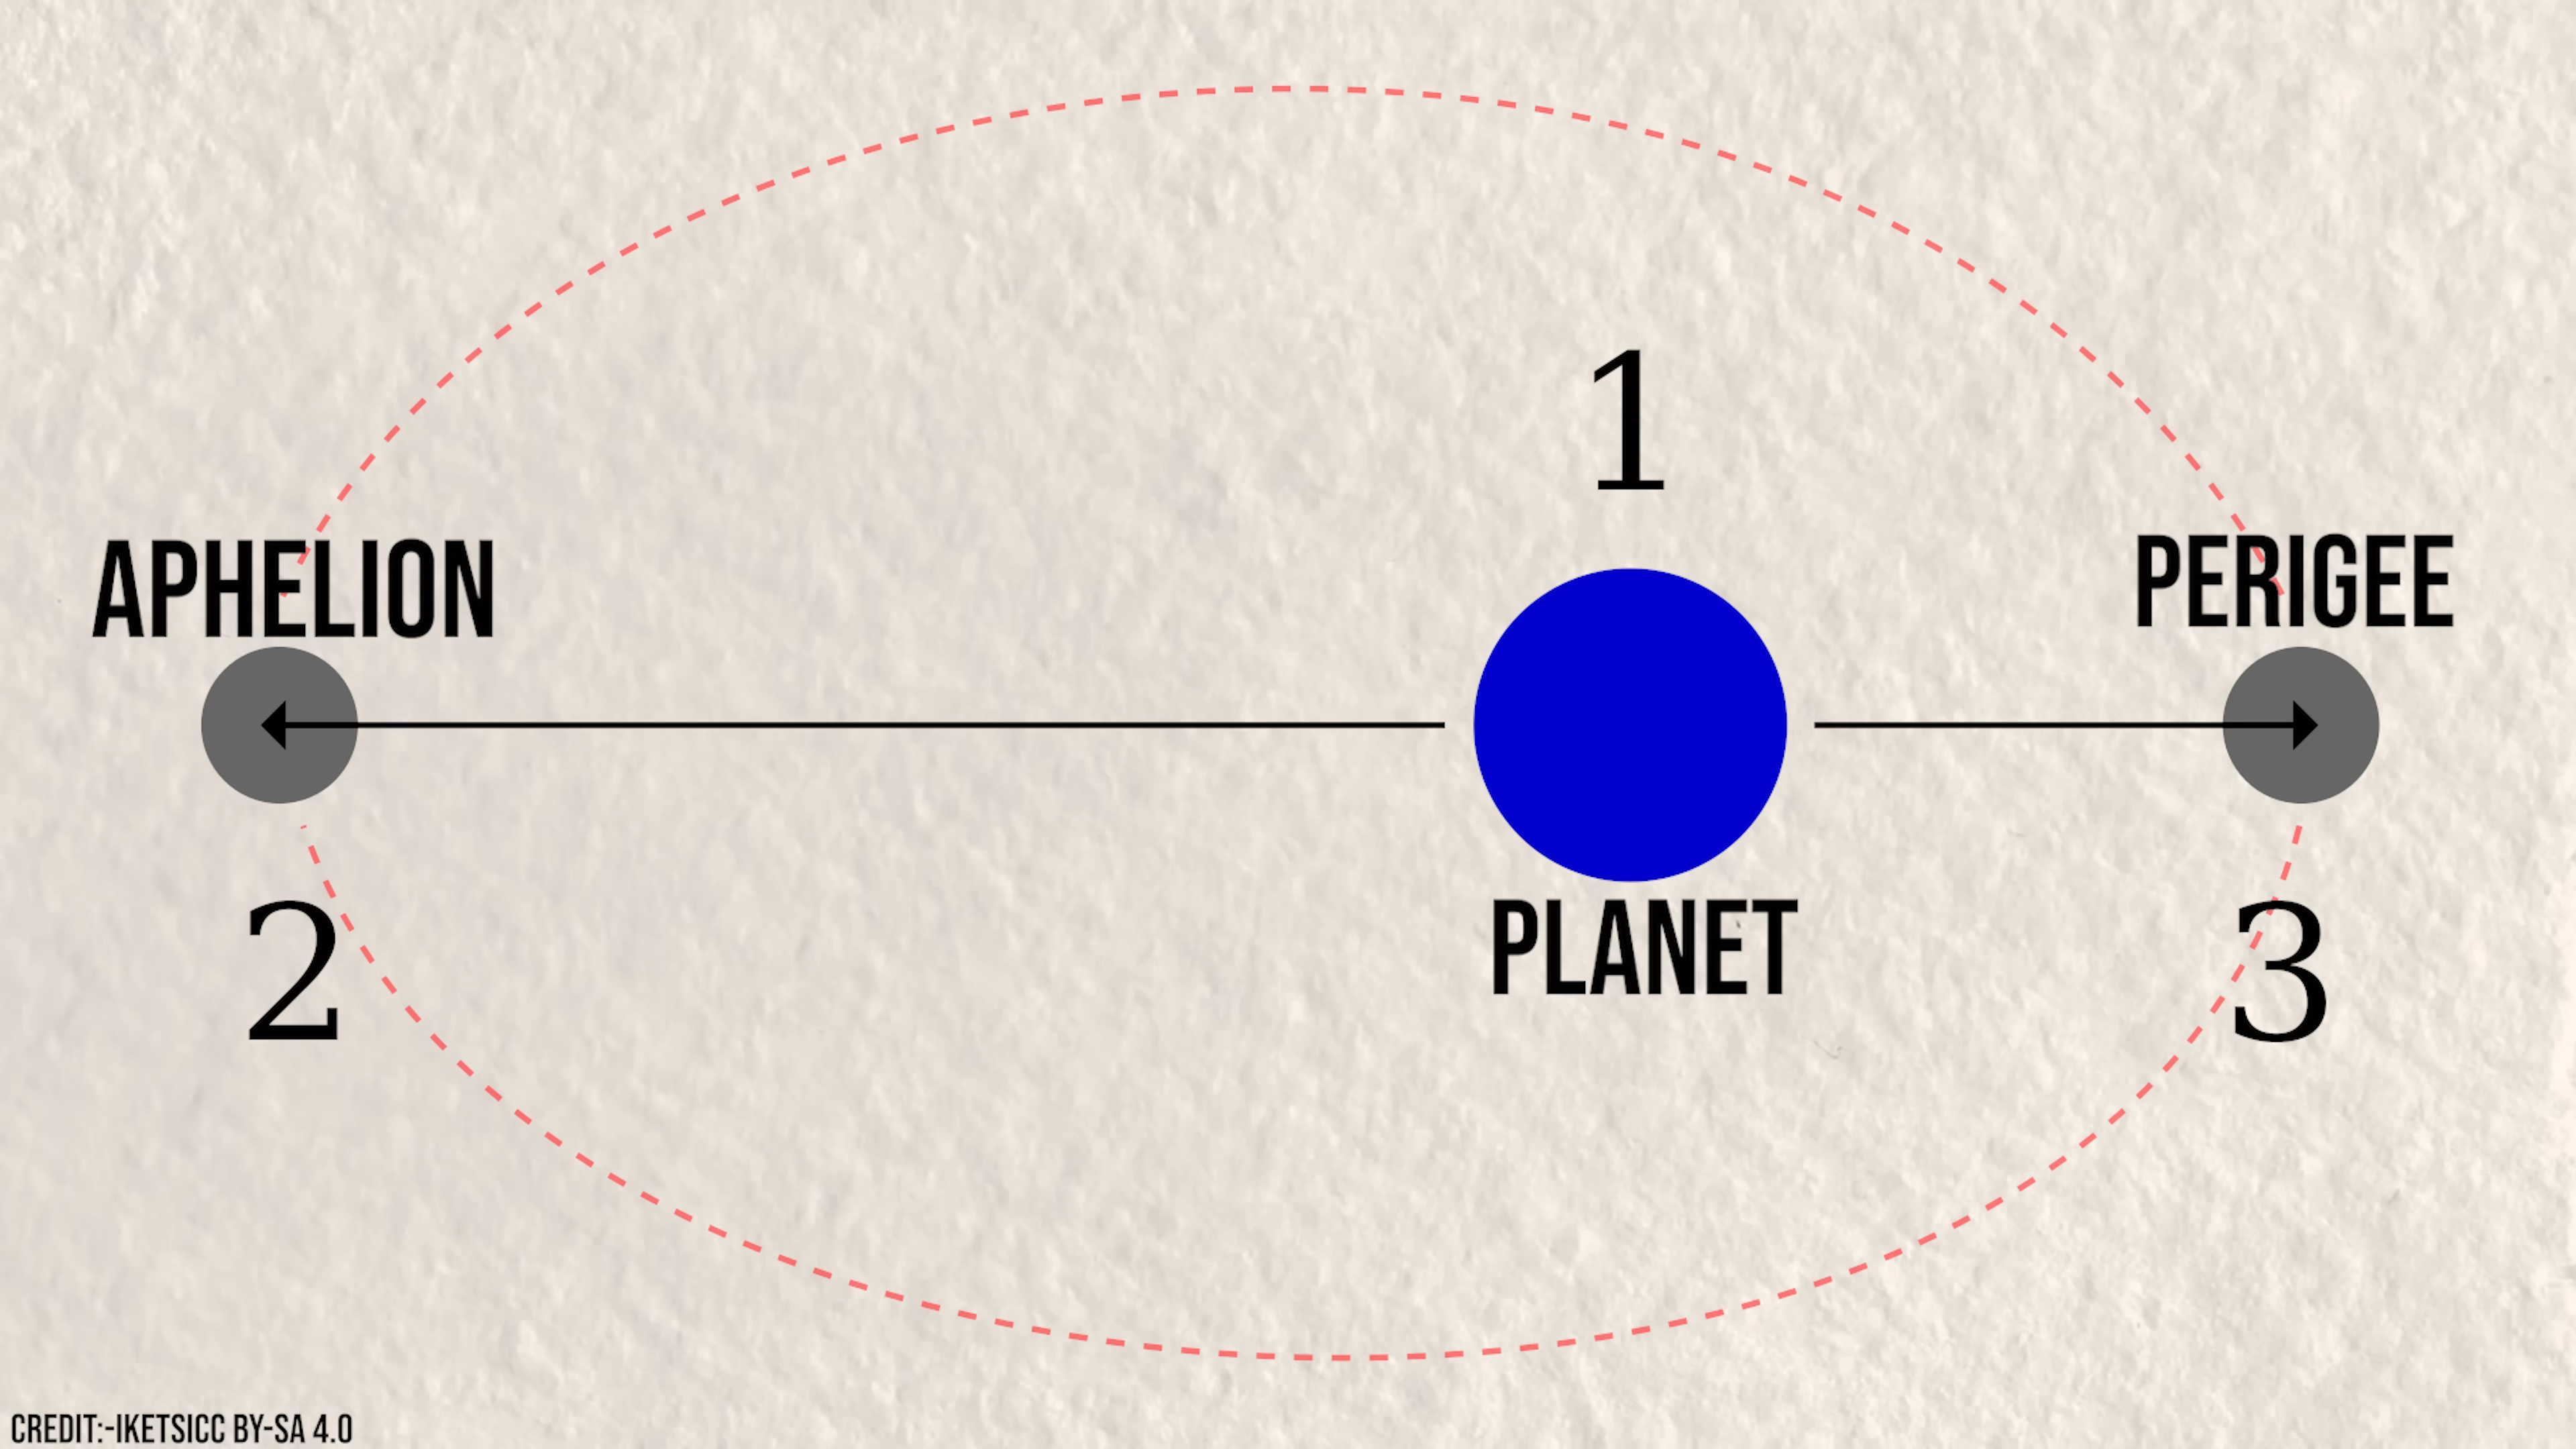 1
APHELION
PERIGEE
PLANET
2
3
CREDIT:-IKETSICC BY-SA 4.0